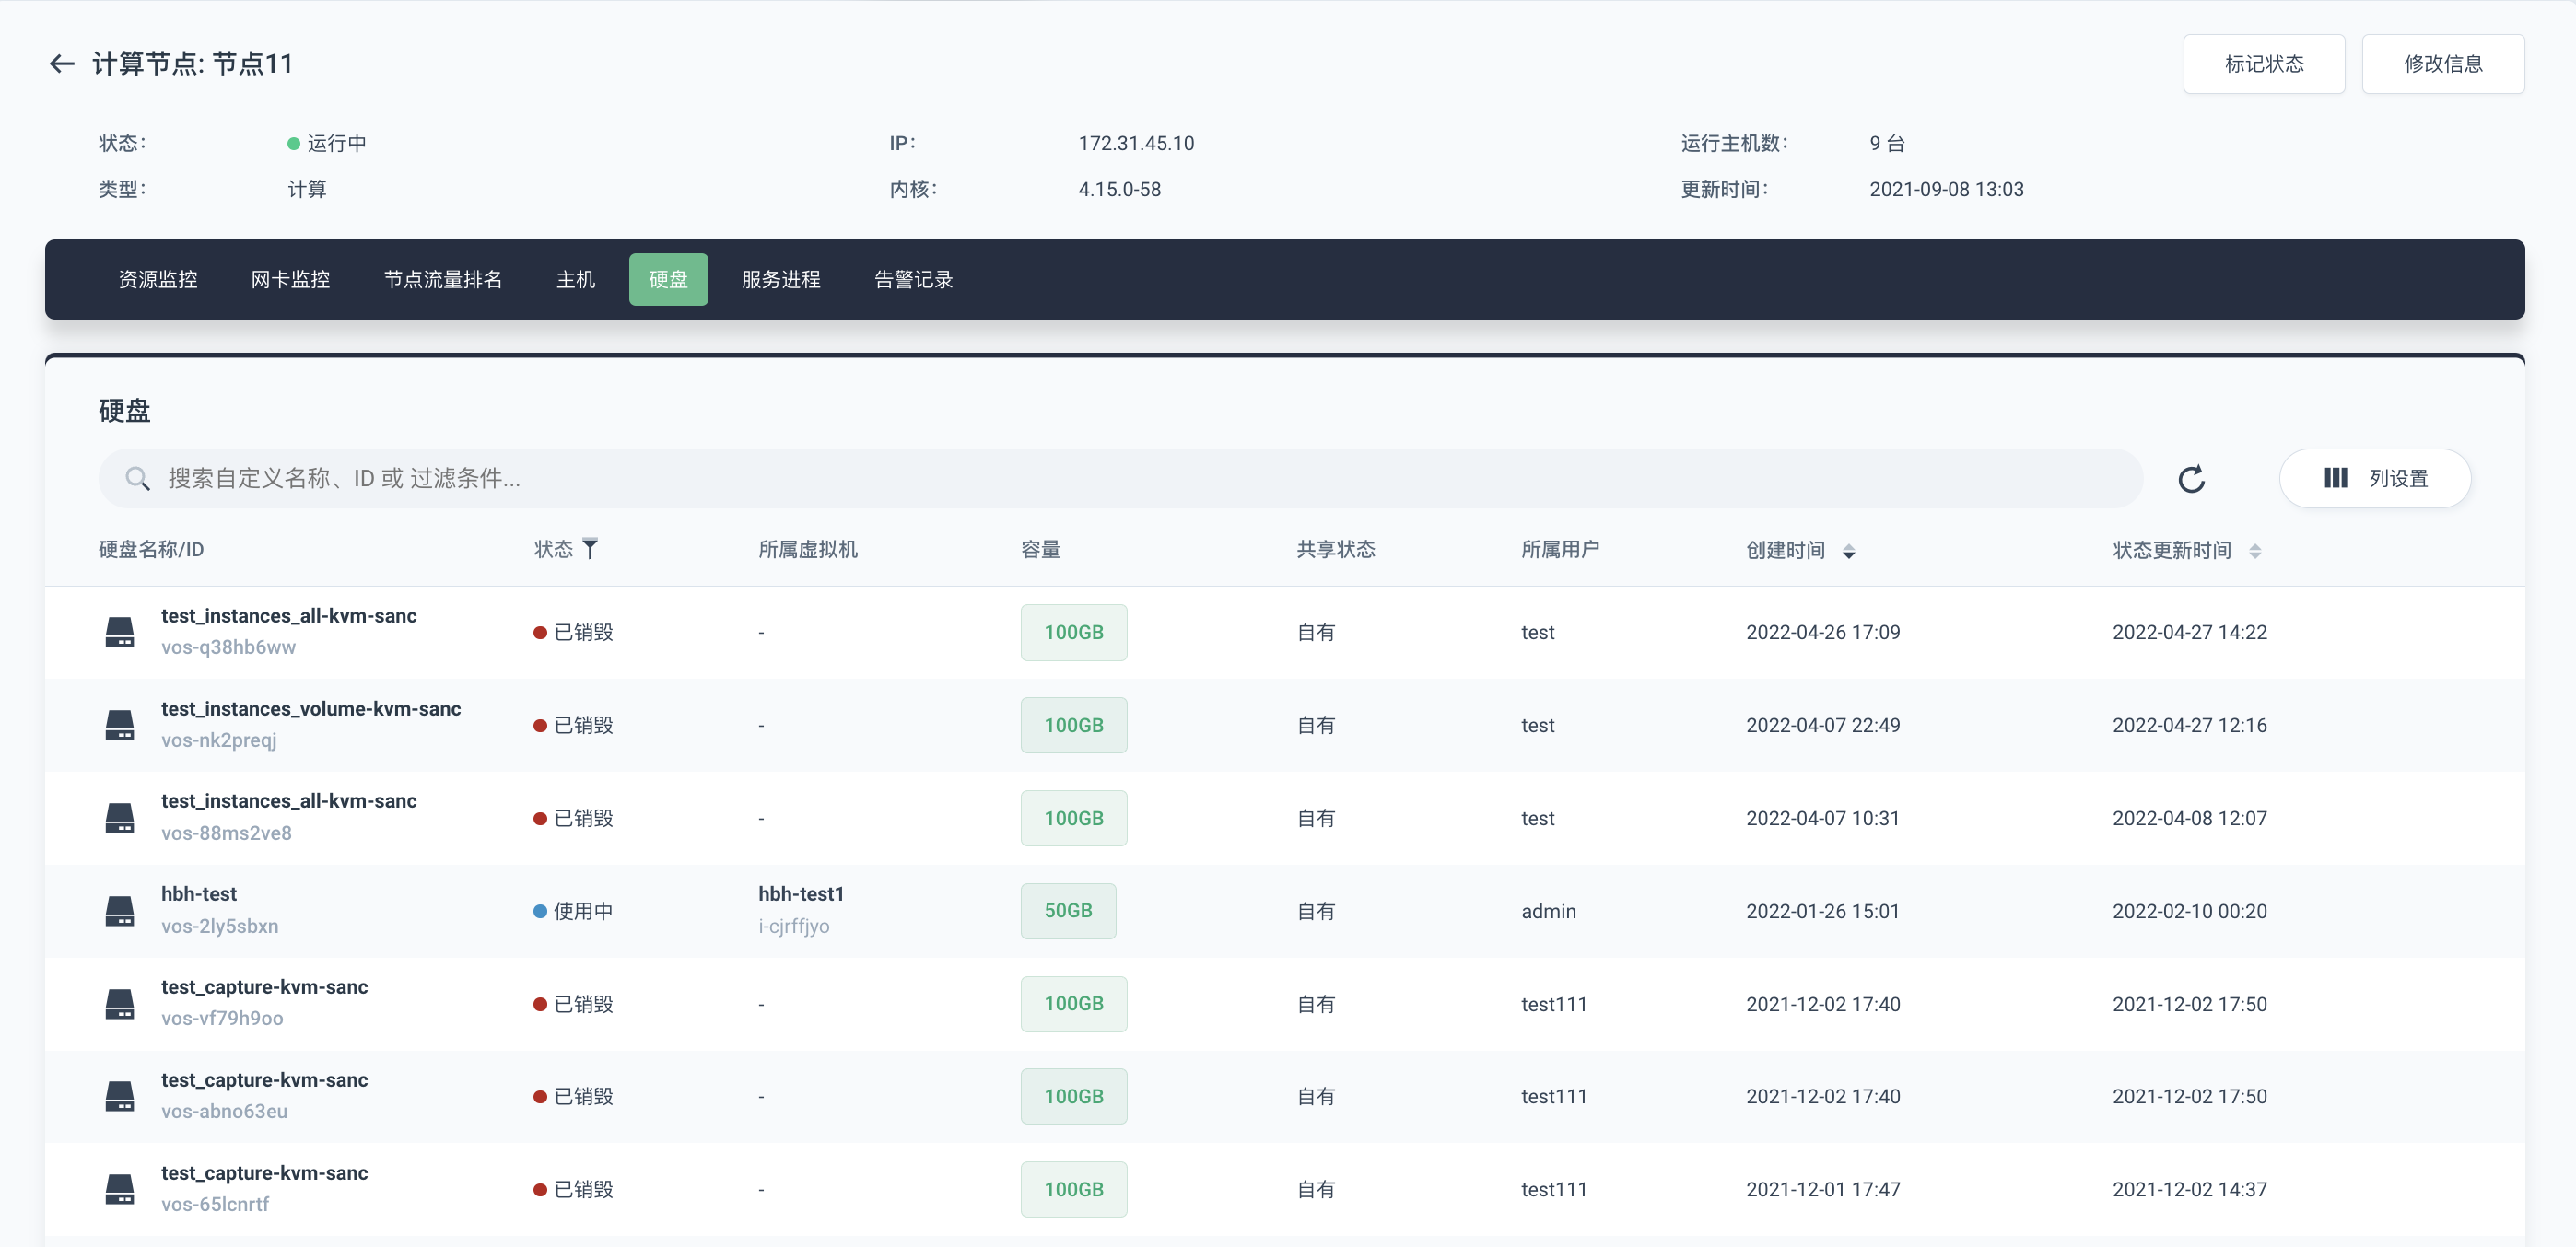 计算节点: 节点11
标记状态
修改信息
状态: 运行中
IP: 172.31.45.10
运行主机数: 9 台
类型: 计算
内核: 4.15.0-58
更新时间: 2021-09-08 13:03
资源监控 网卡监控 节点流量排名 主机 硬盘 服务进程 告警记录
硬盘
搜索自定义名称、ID 或 过滤条件...
列设置
硬盘名称/ID 状态 所属虚拟机 容量 共享状态 所属用户 创建时间 状态更新时间
test_instances_all-kvm-sanc
vos-q38hb6ww
已销毁 - 100GB 自有 test 2022-04-26 17:09 2022-04-27 14:22
test_instances_volume-kvm-sanc
vos-nk2preqj
已销毁 - 100GB 自有 test 2022-04-07 22:49 2022-04-27 12:16
test_instances_all-kvm-sanc
vos-88ms2ve8
已销毁 - 100GB 自有 test 2022-04-07 10:31 2022-04-08 12:07
hbh-test
vos-2ly5sbxn
使用中
hbh-test1
i-cjrffjyo
50GB 自有 admin 2022-01-26 15:01 2022-02-10 00:20
test_capture-kvm-sanc
vos-vf79h9oo
已销毁 - 100GB 自有 test111 2021-12-02 17:40 2021-12-02 17:50
test_capture-kvm-sanc
vos-abno63eu
已销毁 - 100GB 自有 test111 2021-12-02 17:40 2021-12-02 17:50
test_capture-kvm-sanc
vos-65lcnrtf
已销毁 - 100GB 自有 test111 2021-12-01 17:47 2021-12-02 14:37